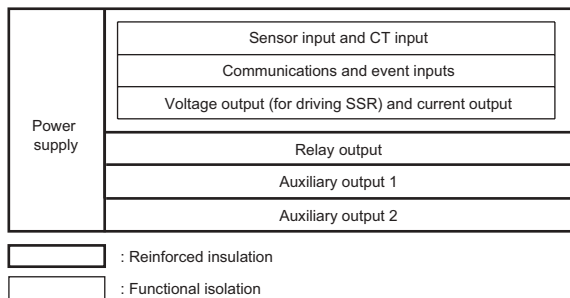 Power
supply
Sensor input and CT input
Communications and event inputs
Voltage output (for driving SSR) and current output
Relay output
Auxiliary output 1
Auxiliary output 2
: Reinforced insulation
: Functional isolation